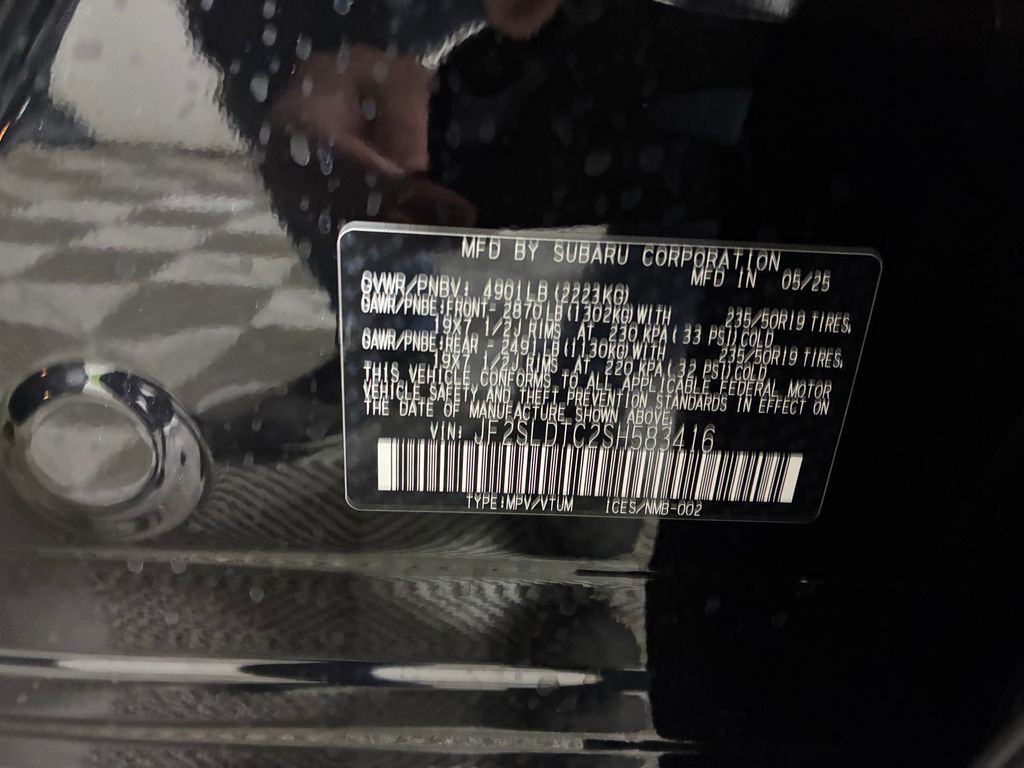 MFD BY SUBARU CORPORATION
MFD IN 05/25
GVWR/PNBV: 4901LB (2223KG)
GAWR/PNBE:FRONT= 2870LB(1302KG)WITH 235/50R19 TIRES,
19X7 1/2J RIMS AT 230 KPA( 33 PSI)COLD
GAWR/PNBE:REAR = 2491LB(1130KG)WITH 235/50R19 TIRES,
19X7 1/2J RIMS AT 220 KPA( 32 PSI)COLD
THIS VEHICLE CONFORMS TO ALL APPLICABLE FEDERAL MOTOR
VEHICLE SAFETY AND THEFT PREVENTION STANDARDS IN EFFECT ON
THE DATE OF MANUFACTURE SHOWN ABOVE.
VIN: JF2SLDTC2SH583416
TYPE:MPV/VTUM ICES/NMB-002